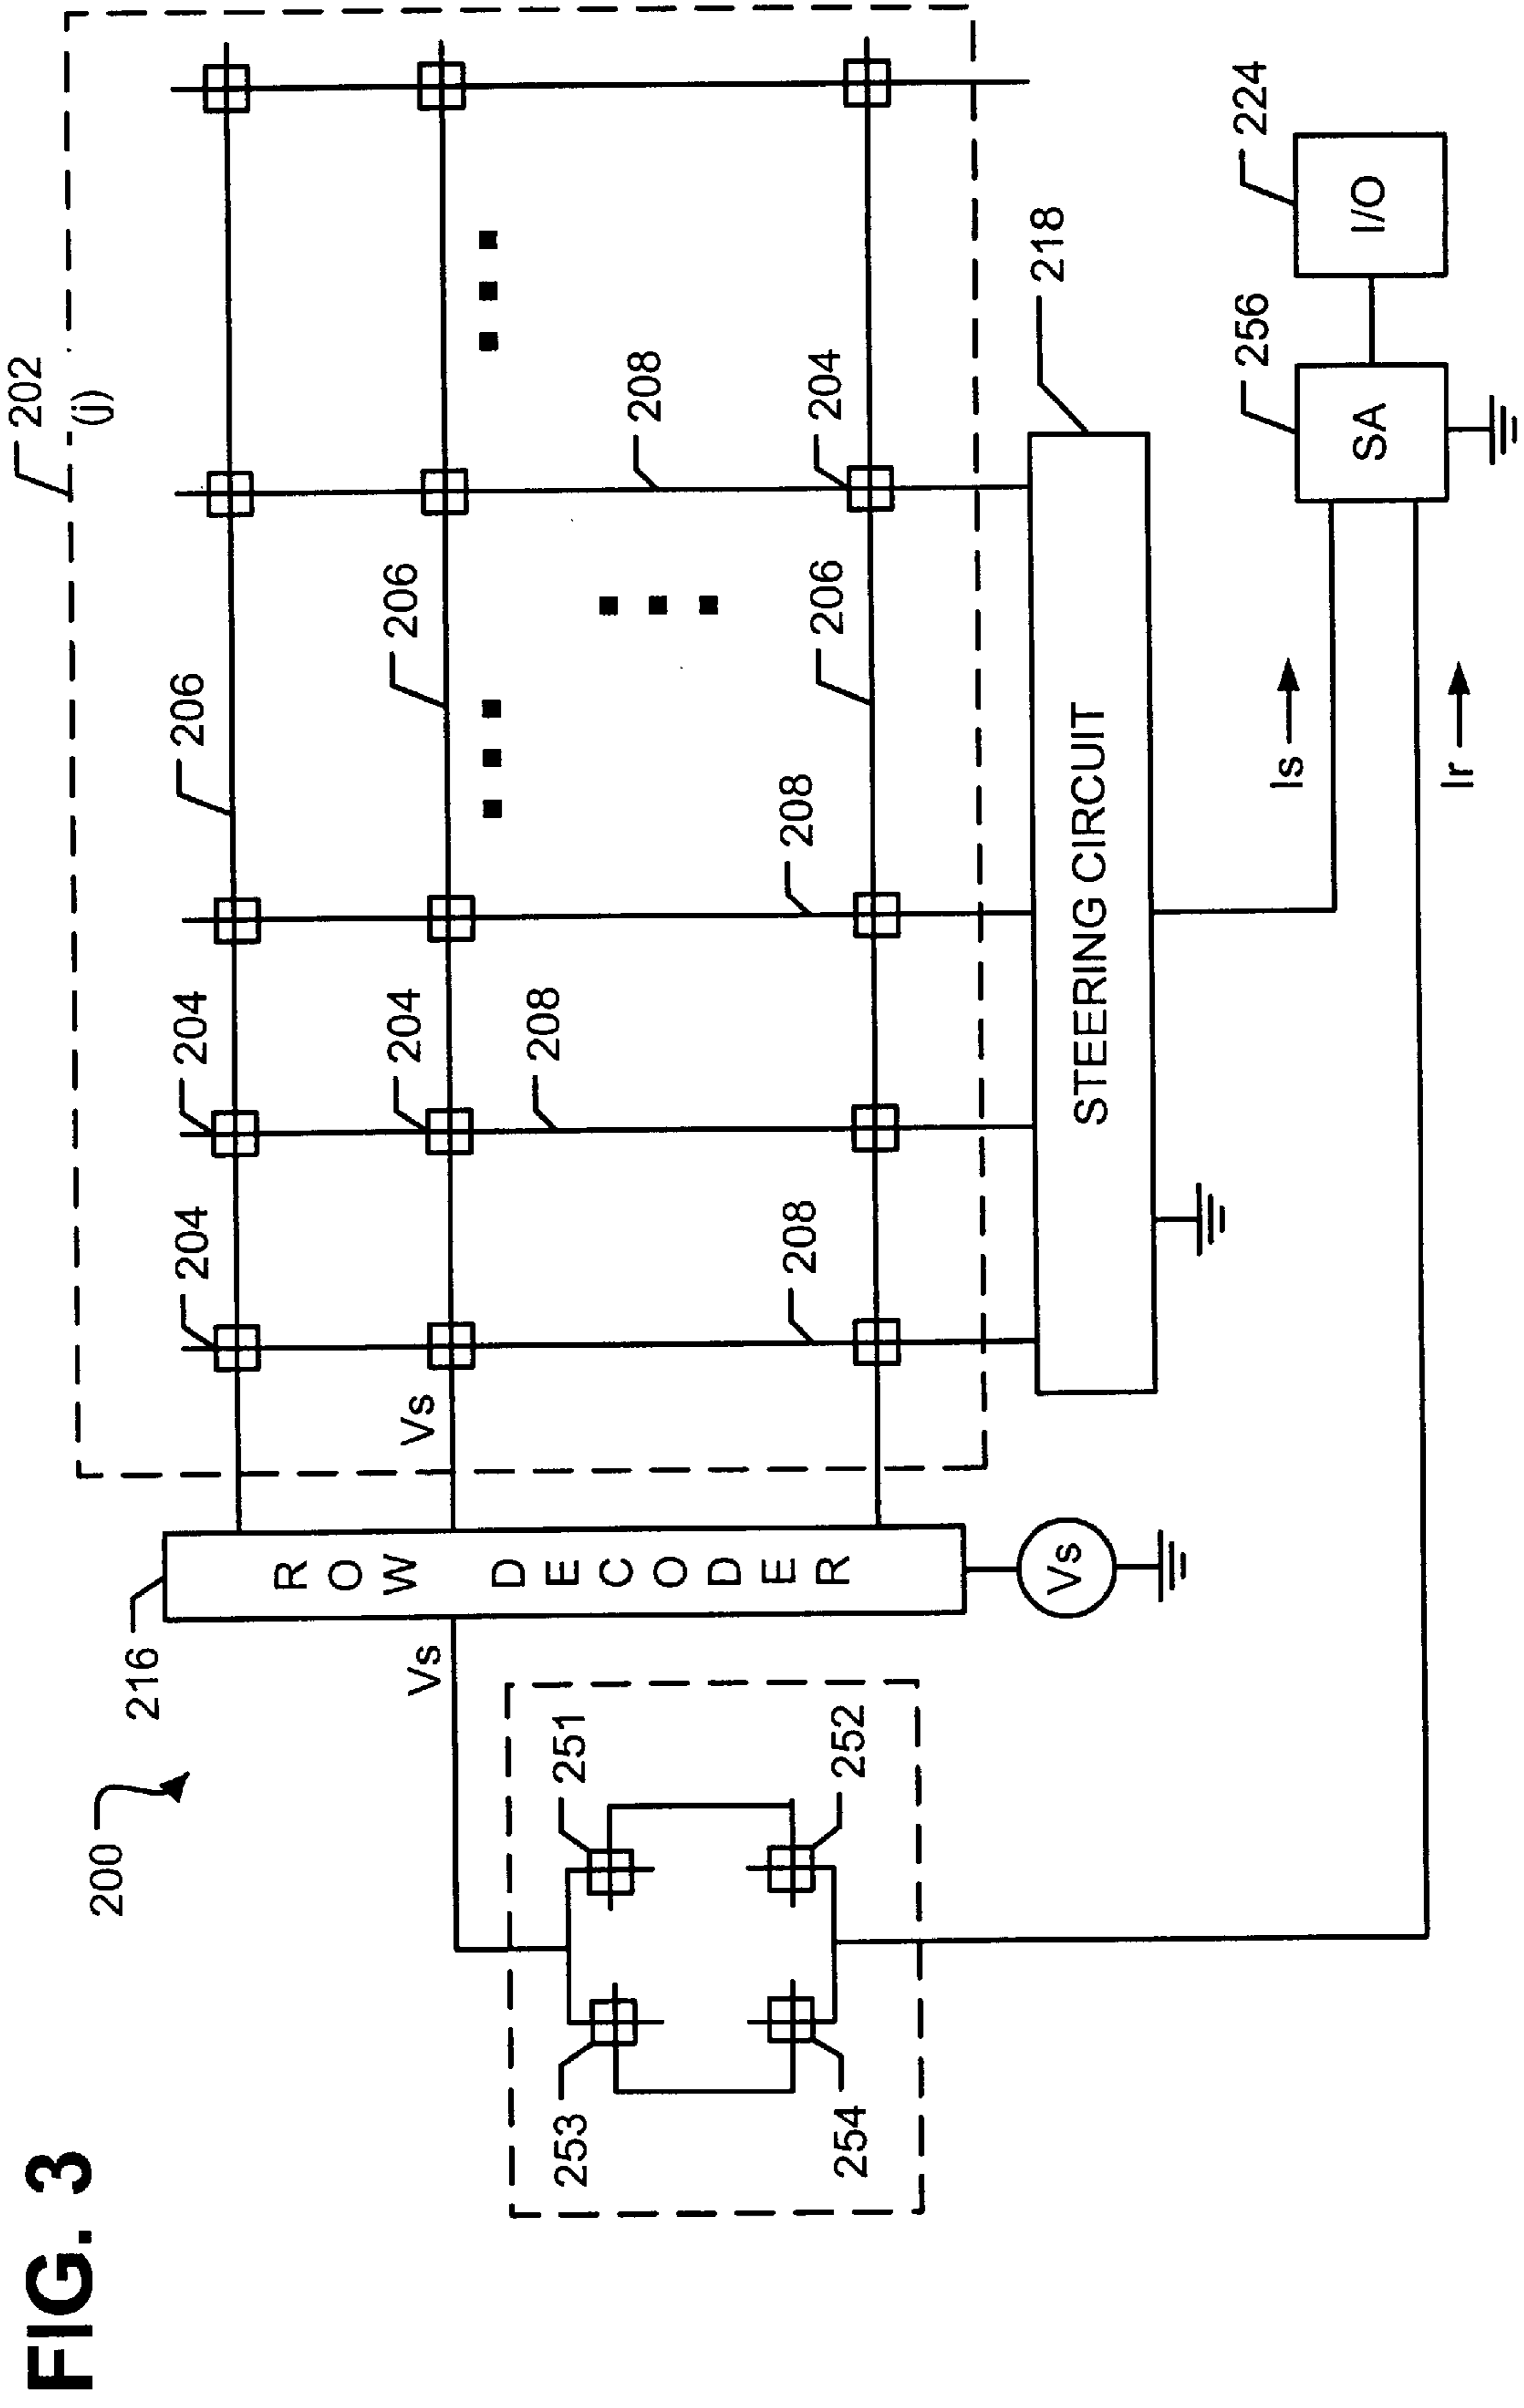 FIG. 3
200
216
ROW DECODER
Vs
Vs
Vs
202
(j)
204
204
204
204
206
206
206
208
208
208
208
218
STEERING CIRCUIT
251
252
253
254
Is
Ir
256
SA
224
I/O